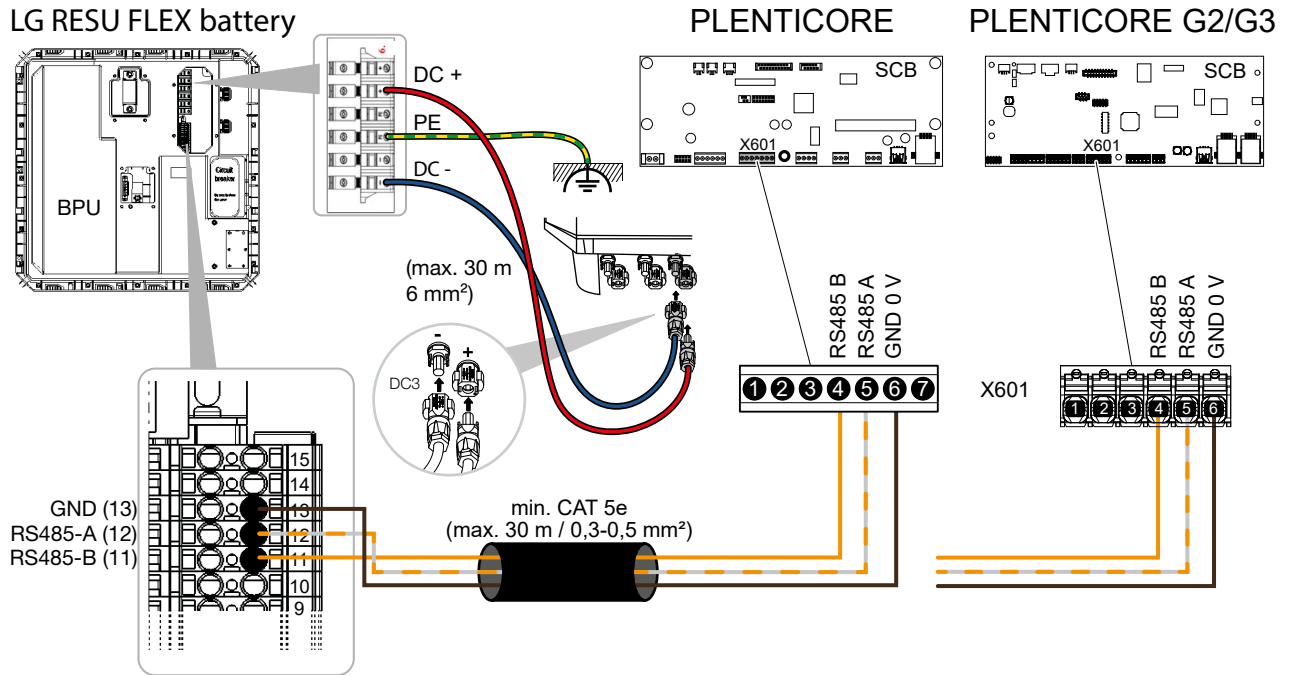 LG RESU FLEX battery
PLENTICORE
PLENTICORE G2/G3
6.
DC +
PE
DC -
SCB
X601
SCB
X601
BPU
Circuit
breaker
(max. 30 m
6 mm²)
- +
DC3
RS485 B
RS485 A
GND 0 V
RS485 B
RS485 A
GND 0 V
1 2 3 4 5 6 7
X601
1 2 3 4 5 6
15
14
GND (13) 13
RS485-A (12) 12
RS485-B (11) 11
10
9
min. CAT 5e
(max. 30 m / 0,3-0,5 mm²)